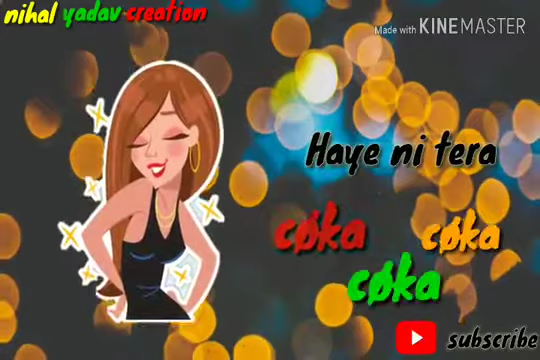 nihal yadav creation
Made with KINEMASTER
Haye ni tera
cøka cøka
cøka
subscribe